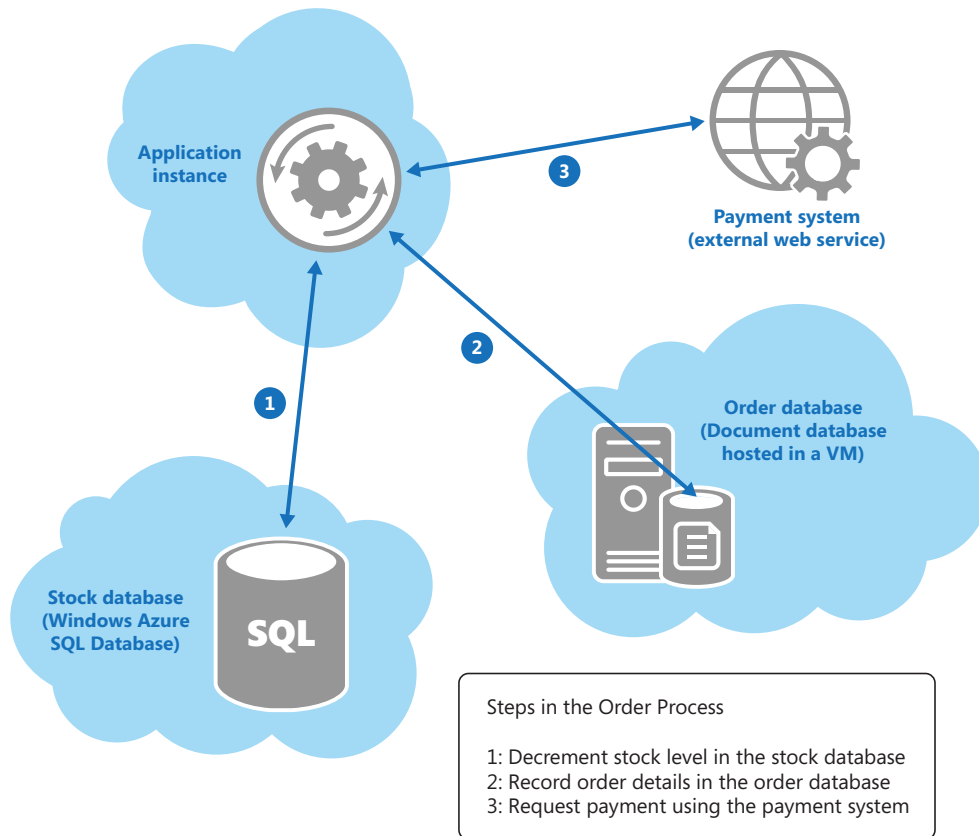 Application
instance
3
Payment system
(external web service)
2
1
Order database
(Document database
hosted in a VM)
Stock database
(Windows Azure
SQL Database)
SQL
Steps in the Order Process
1: Decrement stock level in the stock database
2: Record order details in the order database
3: Request payment using the payment system